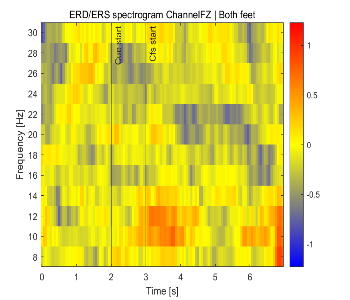 ERD/ERS spectrogram ChannelFZ | Both feet
Frequency [Hz]
30
28
26
24
22
20
18
16
14
12
10
8
Cue start
Cfs start
1
0.5
0
-0.5
-1
0 1 2 3 4 5 6
Time [s]